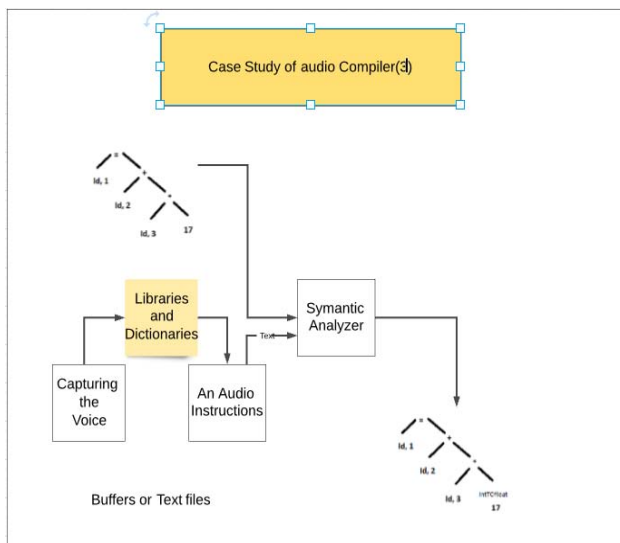 Case Study of audio Compiler(3)
=
+
Id, 1
Id, 2
Id, 3
17
Libraries
and
Dictionaries
Symantic
Analyzer
Text
Capturing
the
Voice
An Audio
Instructions
=
+
Id, 1
Id, 2
Id, 3
17
Buffers or Text files